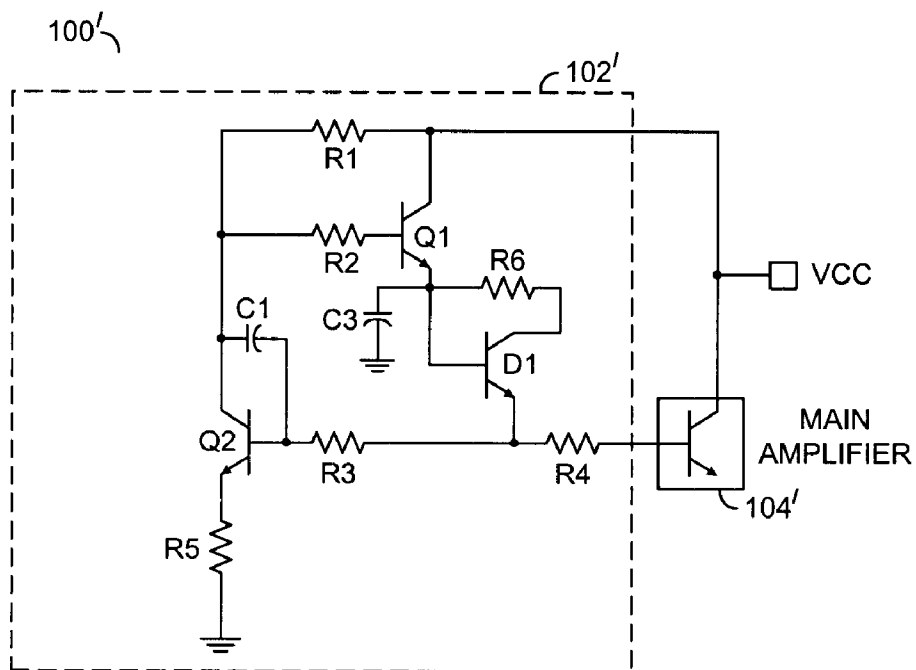 100′
102′
R1
R2
Q1
R6
VCC
C1
C3
D1
Q2
R3
R4
MAIN
AMPLIFIER
104′
R5